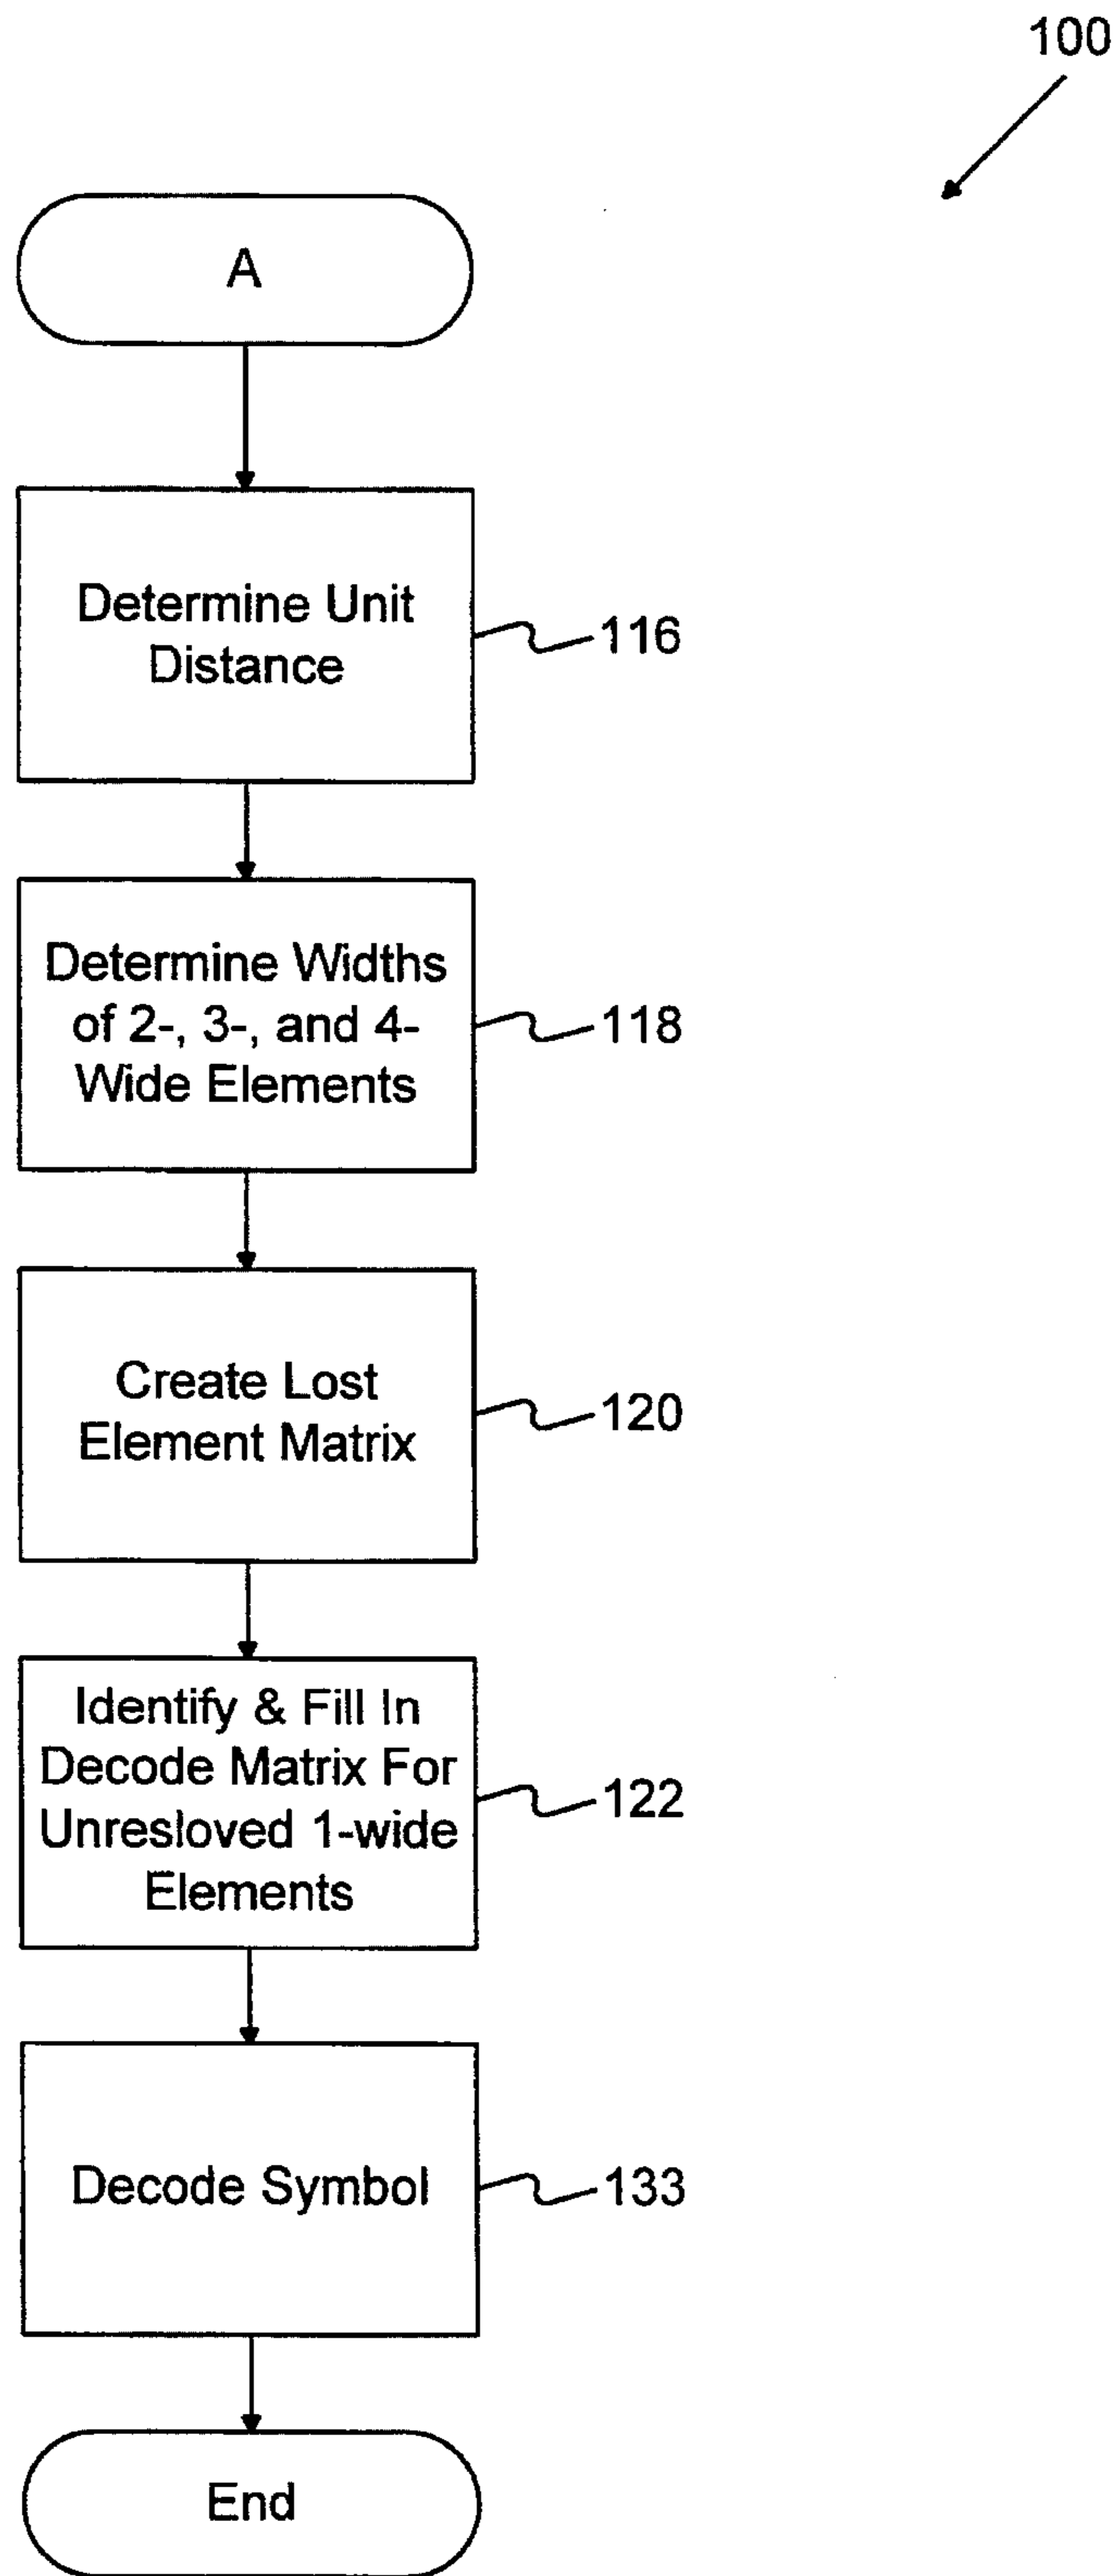 100
A
Determine Unit
Distance
116
Determine Widths
of 2-, 3-, and 4-
Wide Elements
118
Create Lost
Element Matrix
120
Identify & Fill In
Decode Matrix For
Unresloved 1-wide
Elements
122
Decode Symbol
133
End